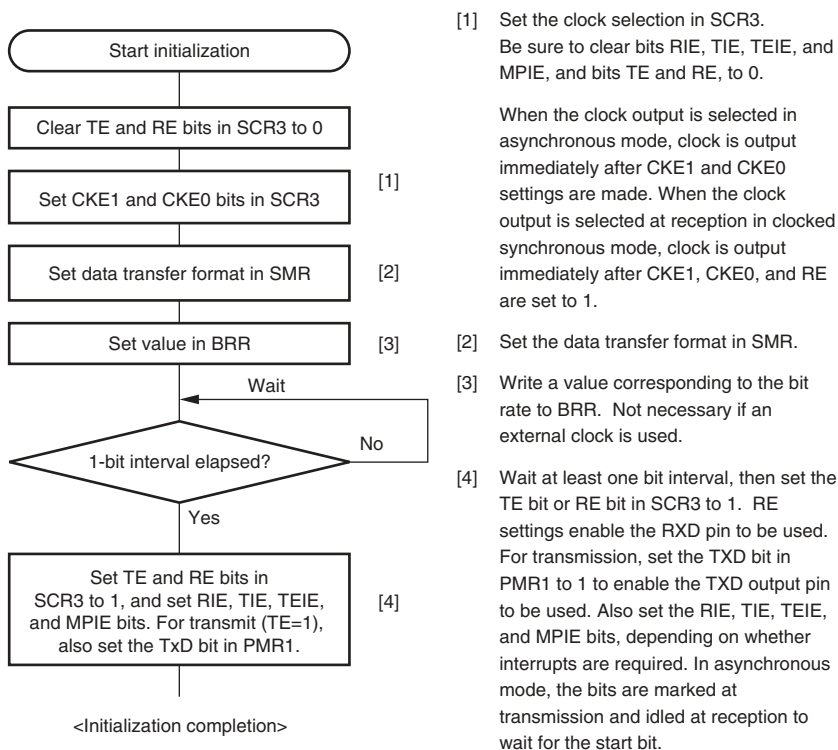 Start initialization
Clear TE and RE bits in SCR3 to 0
Set CKE1 and CKE0 bits in SCR3
[1]
Set data transfer format in SMR
[2]
Set value in BRR
[3]
Wait
1-bit interval elapsed?
No
Yes
Set TE and RE bits in
SCR3 to 1, and set RIE, TIE, TEIE,
and MPIE bits. For transmit (TE=1),
also set the TxD bit in PMR1.
[4]
<Initialization completion>
[1] Set the clock selection in SCR3.
Be sure to clear bits RIE, TIE, TEIE, and
MPIE, and bits TE and RE, to 0.
When the clock output is selected in
asynchronous mode, clock is output
immediately after CKE1 and CKE0
settings are made. When the clock
output is selected at reception in clocked
synchronous mode, clock is output
immediately after CKE1, CKE0, and RE
are set to 1.
[2] Set the data transfer format in SMR.
[3] Write a value corresponding to the bit
rate to BRR. Not necessary if an
external clock is used.
[4] Wait at least one bit interval, then set the
TE bit or RE bit in SCR3 to 1. RE
settings enable the RXD pin to be used.
For transmission, set the TXD bit in
PMR1 to 1 to enable the TXD output pin
to be used. Also set the RIE, TIE, TEIE,
and MPIE bits, depending on whether
interrupts are required. In asynchronous
mode, the bits are marked at
transmission and idled at reception to
wait for the start bit.